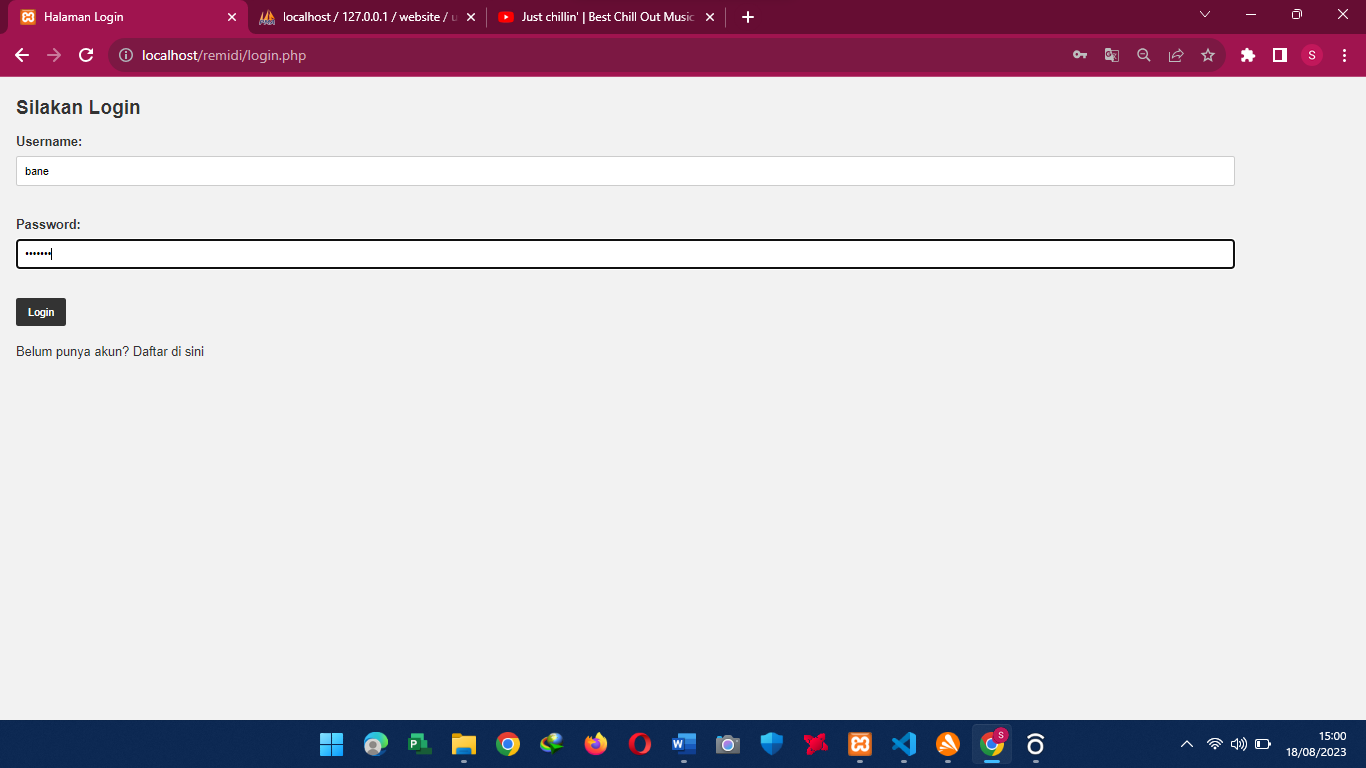 Halaman Login
localhost / 127.0.0.1 / website / u
Just chillin' | Best Chill Out Music
localhost/remidi/login.php
S
Silakan Login
Username:
bane
Password:
•••••••
Login
Belum punya akun? Daftar di sini
15:00
18/08/2023